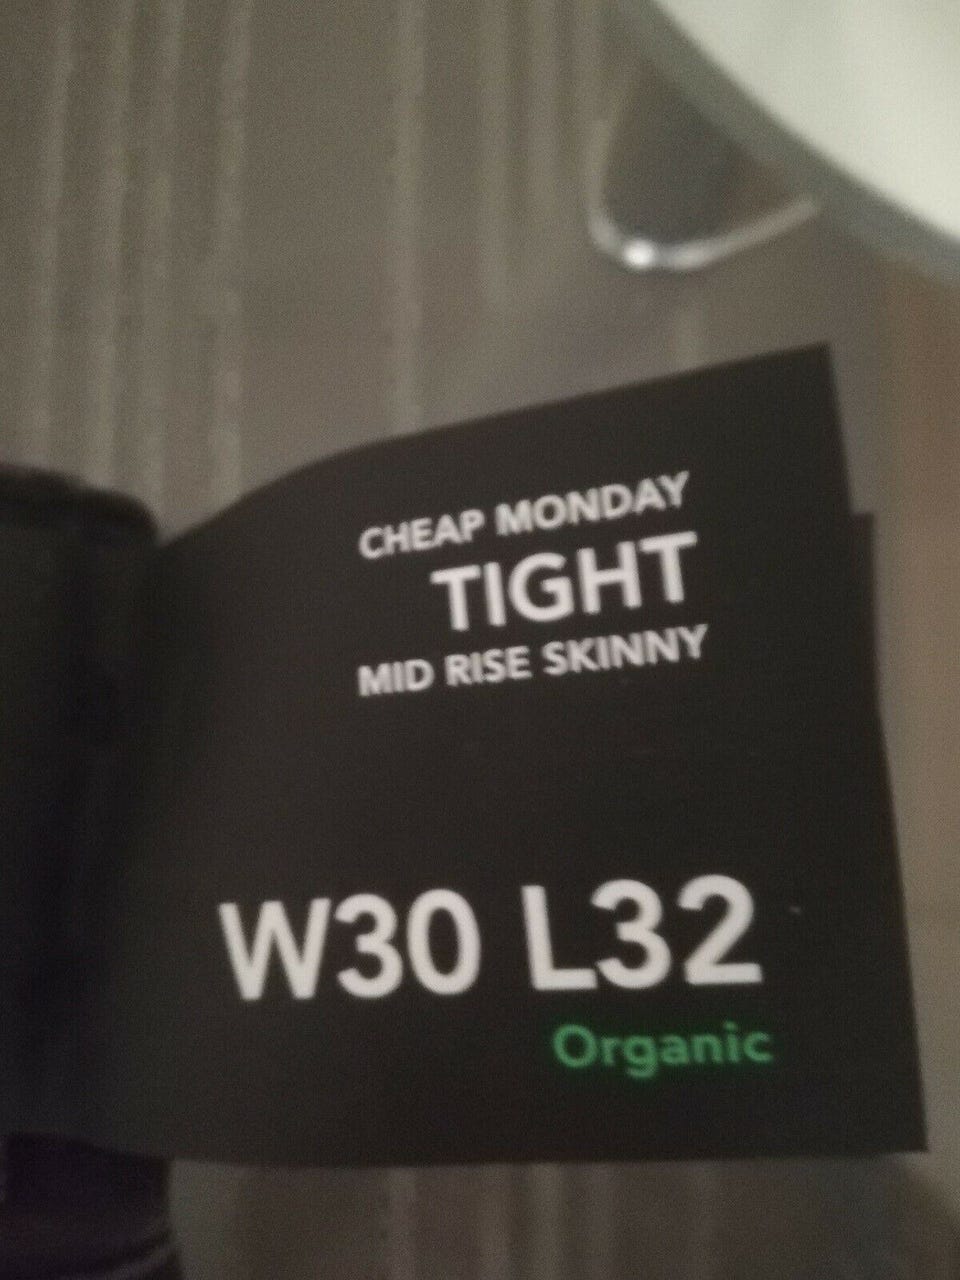 CHEAP MONDAY
TIGHT
MID RISE SKINNY
W30 L32
Organic